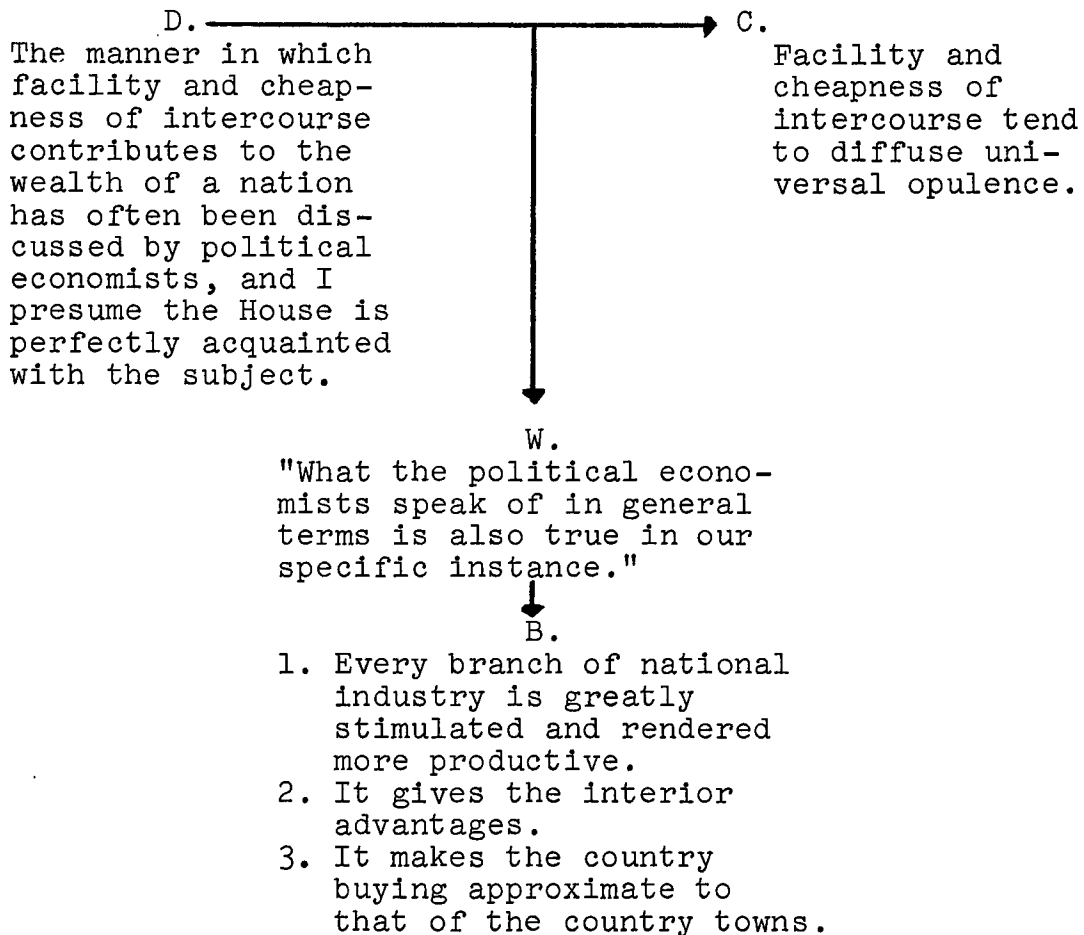 D.
C.
The manner in which
facility and cheap-
ness of intercourse
contributes to the
wealth of a nation
has often been dis-
cussed by political
economists, and I
presume the House is
perfectly acquainted
with the subject.
Facility and
cheapness of
intercourse tend
to diffuse uni-
versal opulence.
W.
"What the political econo-
mists speak of in general
terms is also true in our
specific instance."
B.
1. Every branch of national
industry is greatly
stimulated and rendered
more productive.
2. It gives the interior
advantages.
3. It makes the country
buying approximate to
that of the country towns.